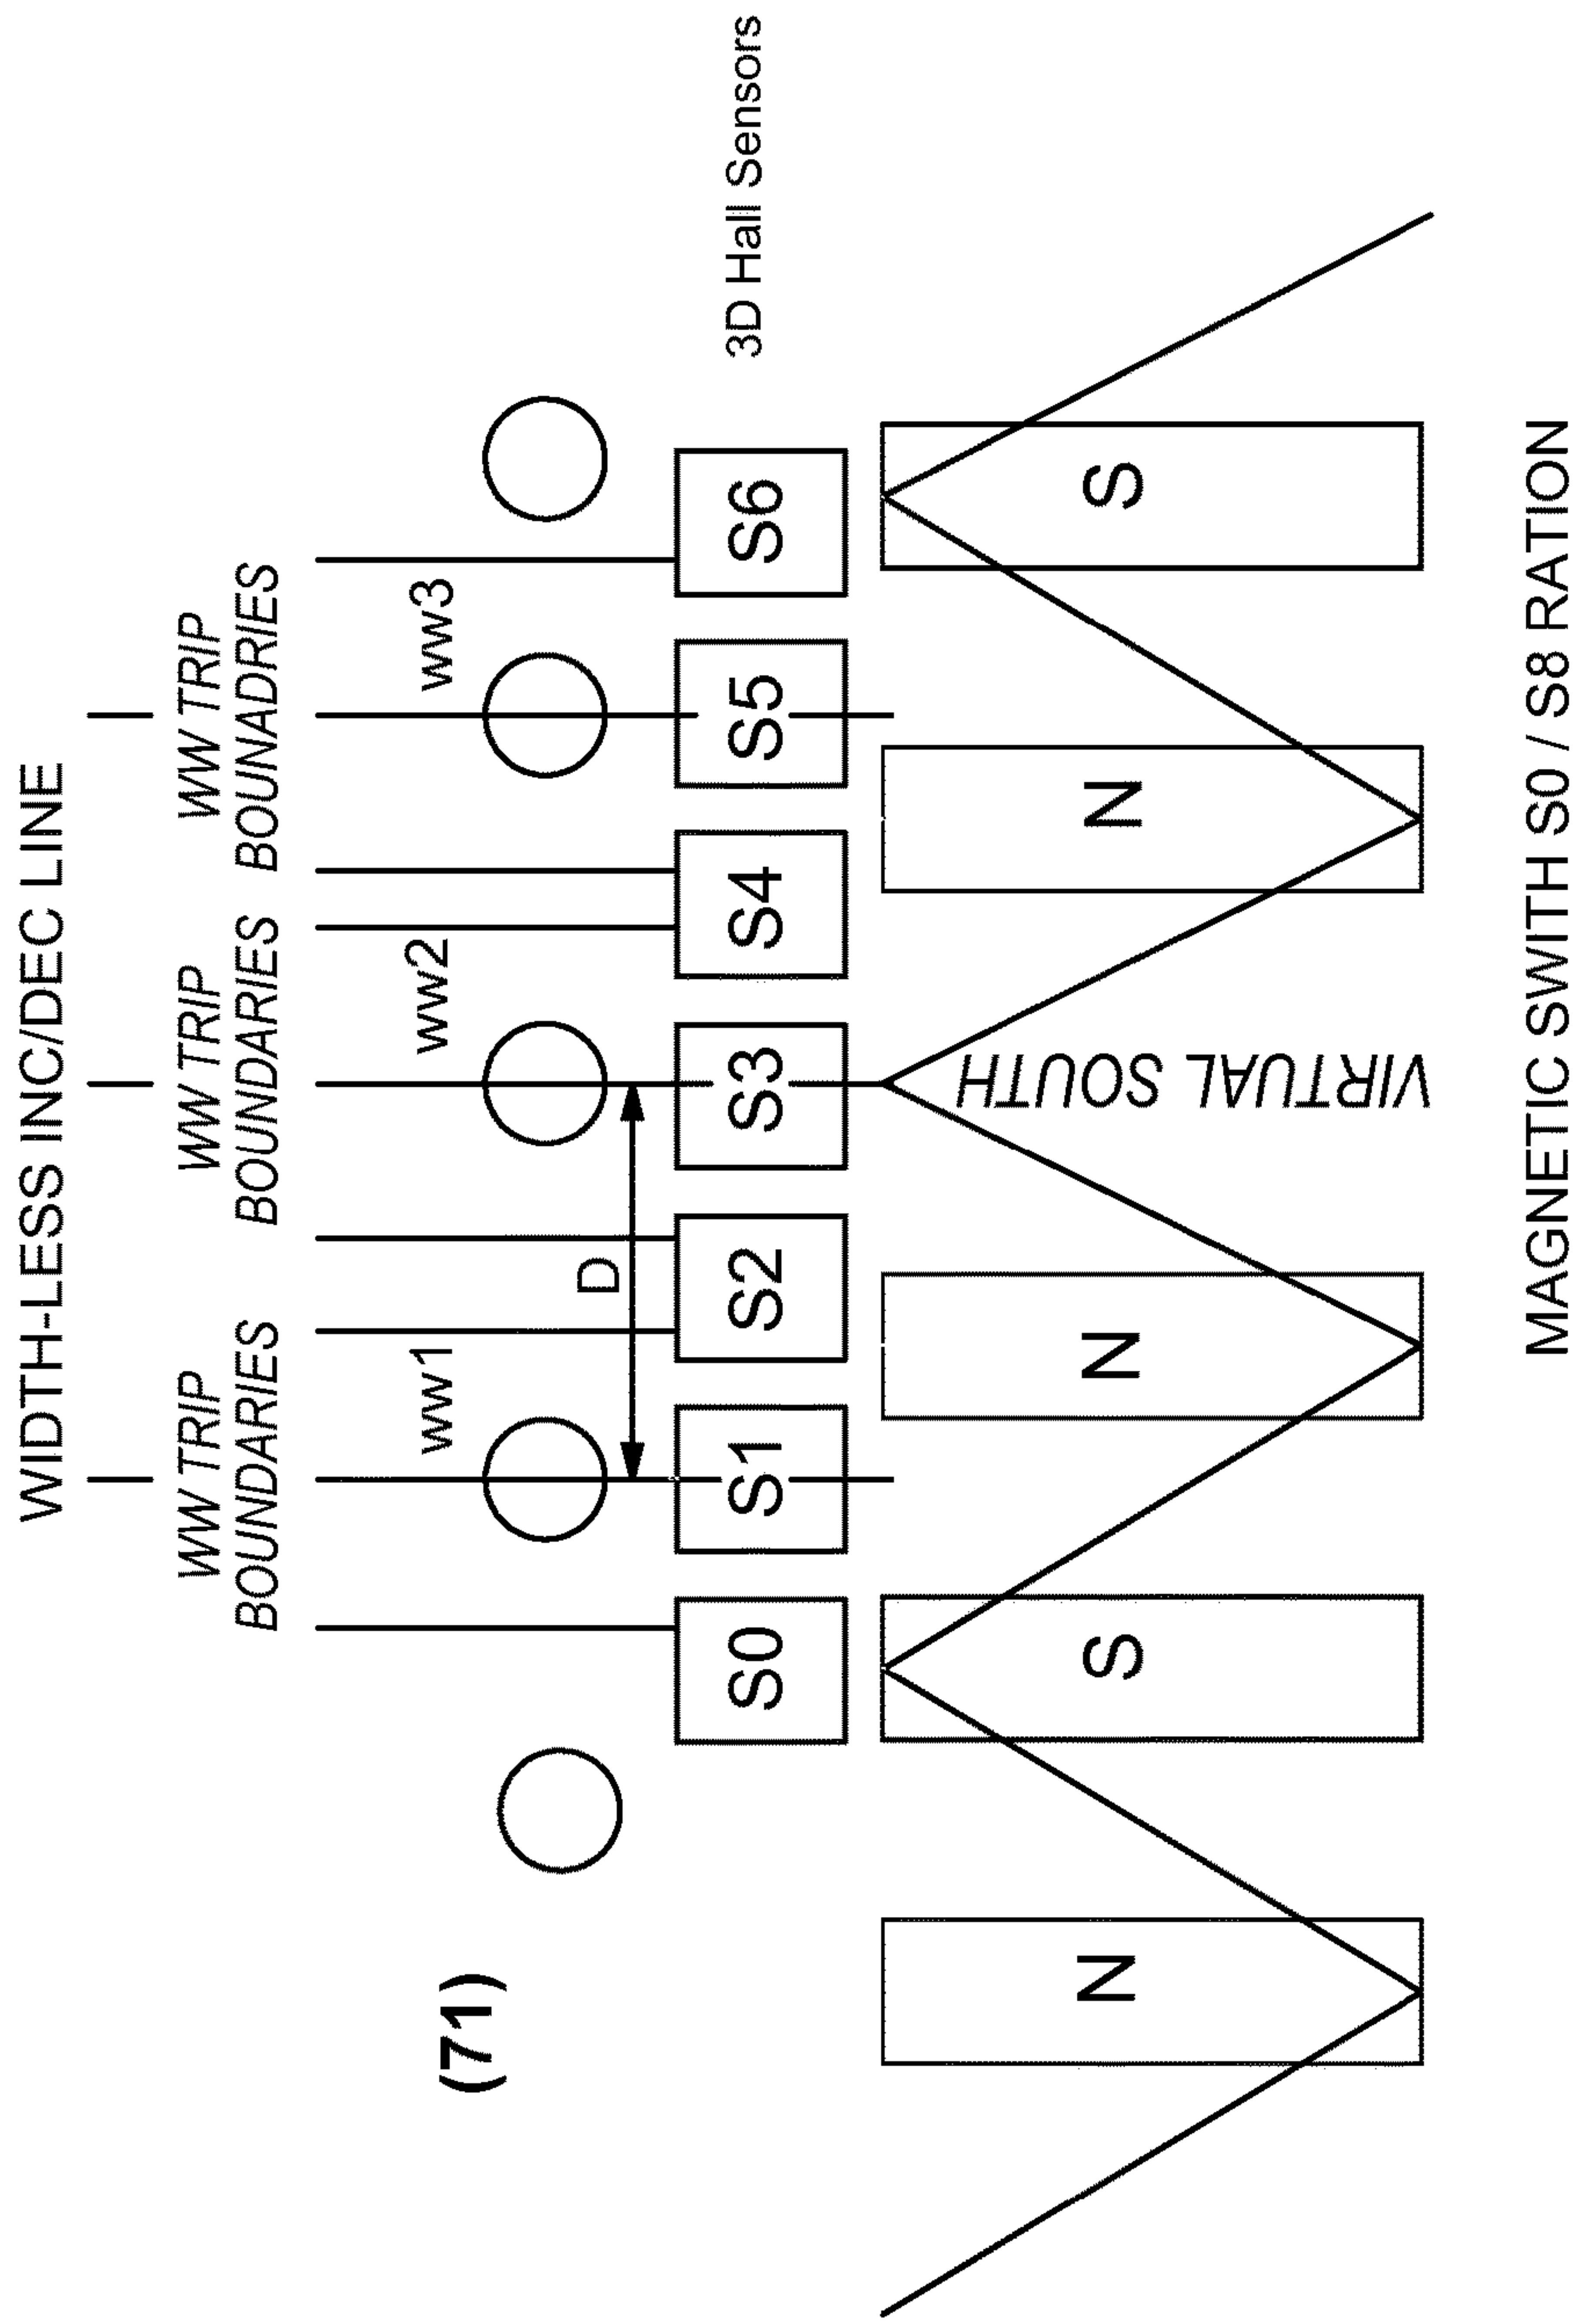 WIDTH-LESS INC/DEC LINE
WW TRIP
BOUNDARIES
WW TRIP
BOUNDARIES
WW TRIP
BOUNADRIES
(71)
ww1
ww2
ww3
D
S0
S1
S2
S3
S4
S5
S6
3D Hall Sensors
N
S
N
VIRTUAL SOUTH
N
S
MAGNETIC SWITH S0 / S8 RATION